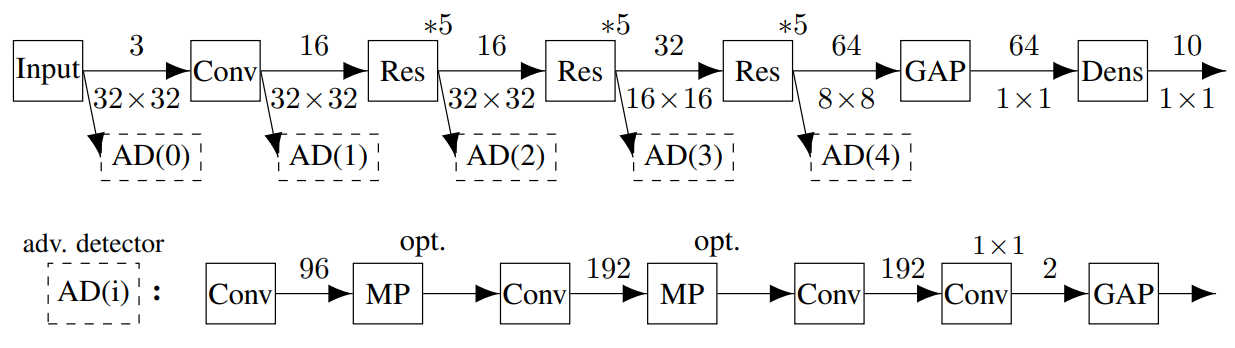 ∗5 ∗5 ∗5
3 16 16 32 64 64 10
Input Conv Res Res Res GAP Dens
32×32 32×32 32×32 16×16 8×8 1×1 1×1
AD(0) AD(1) AD(2) AD(3) AD(4)
adv. detector opt. opt. 1×1
96 192 192 2
AD(i) : Conv MP Conv MP Conv Conv GAP